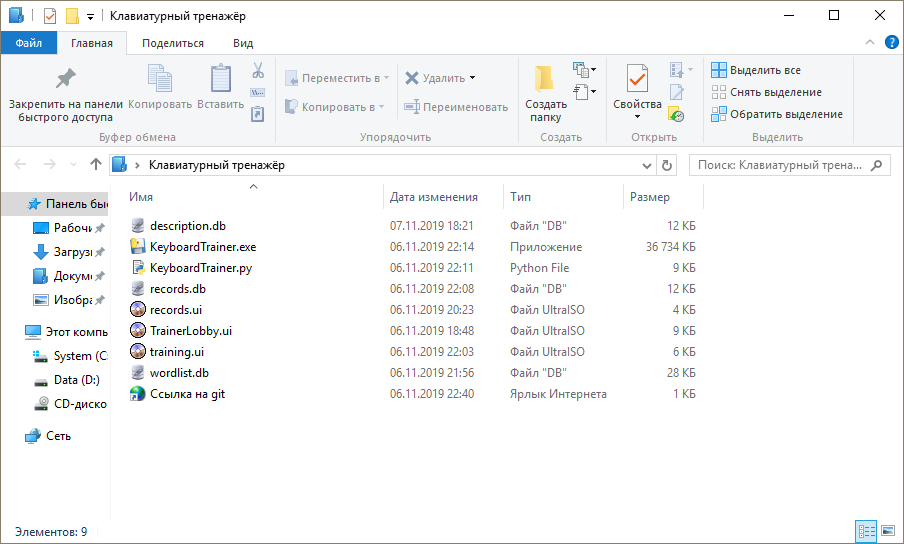 Клавиатурный тренажёр
Файл Главная Поделиться Вид
Закрепить на панели быстрого доступа
Копировать
Вставить
Переместить в
Копировать в
Удалить
Переименовать
Создать папку
Свойства
Выделить все
Снять выделение
Обратить выделение
Буфер обмена Упорядочить Создать Открыть Выделить
Клавиатурный тренажёр Поиск: Клавиатурный трена...
Имя Дата изменения Тип Размер
Панель быс
Рабочи
Загрузк
Докуме
Изобра
Этот компь
System (C
Data (D:)
CD-диско
Сеть
description.db 07.11.2019 18:21 Файл "DB" 12 КБ
KeyboardTrainer.exe 06.11.2019 22:14 Приложение 36 734 КБ
KeyboardTrainer.py 06.11.2019 22:11 Python File 9 КБ
records.db 06.11.2019 22:08 Файл "DB" 12 КБ
records.ui 06.11.2019 20:23 Файл UltraISO 4 КБ
TrainerLobby.ui 06.11.2019 18:48 Файл UltraISO 9 КБ
training.ui 06.11.2019 22:03 Файл UltraISO 6 КБ
wordlist.db 06.11.2019 21:56 Файл "DB" 28 КБ
Ссылка на git 06.11.2019 22:40 Ярлык Интернета 1 КБ
Элементов: 9